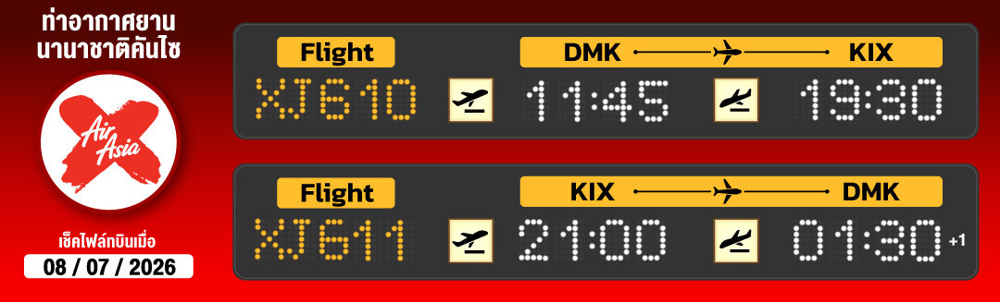 ท่าอากาศยาน
นานาชาติคันไซ
Air
Asia
เช็คไฟล์ทบินเมื่อ
08 / 07 / 2026
Flight
DMK KIX
XJ610 11:45 19:30
Flight
KIX DMK
XJ611 21:00 01:30 +1